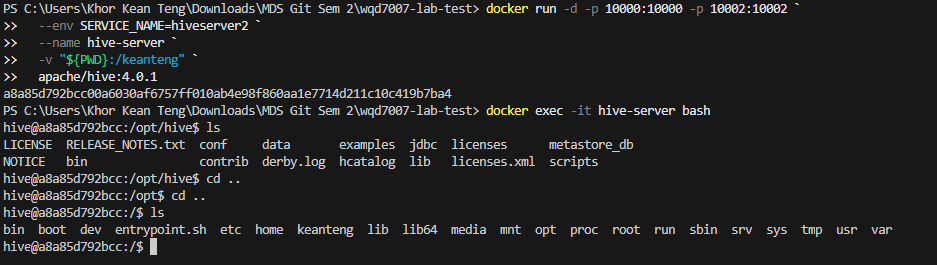 PS C:\Users\Khor Kean Teng\Downloads\MDS Git Sem 2\wqd7007-lab-test> docker run -d -p 10000:10000 -p 10002:10002 `
>>   --env SERVICE_NAME=hiveserver2 `
>>   --name hive-server `
>>   -v "${PWD}:/keanteng" `
>>   apache/hive:4.0.1
a8a85d792bcc00a6030af6757ff010ab4e98f860aa1e7714d211c10c419b7ba4
PS C:\Users\Khor Kean Teng\Downloads\MDS Git Sem 2\wqd7007-lab-test> docker exec -it hive-server bash
hive@a8a85d792bcc:/opt/hive$ ls
LICENSE  RELEASE_NOTES.txt  conf     data       examples  jdbc  licenses      metastore_db
NOTICE   bin                contrib  derby.log  hcatalog  lib   licenses.xml  scripts
hive@a8a85d792bcc:/opt/hive$ cd ..
hive@a8a85d792bcc:/opt$ cd ..
hive@a8a85d792bcc:/$ ls
bin  boot  dev  entrypoint.sh  etc  home  keanteng  lib  lib64  media  mnt  opt  proc  root  run  sbin  srv  sys  tmp  usr  var
hive@a8a85d792bcc:/$